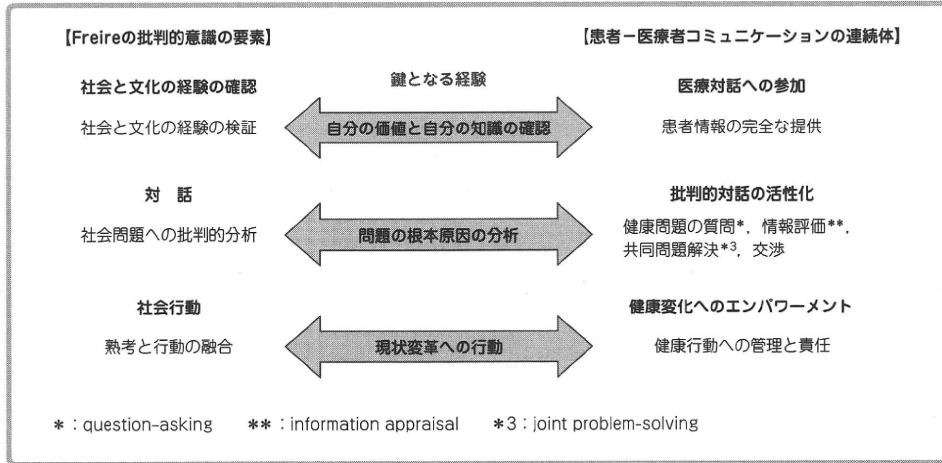 【Freireの批判的意識の要素】
【患者－医療者コミュニケーションの連続体】
鍵となる経験
社会と文化の経験の確認
医療対話への参加
社会と文化の経験の検証
自分の価値と自分の知識の確認
患者情報の完全な提供
対　話
批判的対話の活性化
社会問題への批判的分析
問題の根本原因の分析
健康問題の質問*，情報評価**，
共同問題解決*3，交渉
社会行動
健康変化へのエンパワーメント
熟考と行動の融合
現状変革への行動
健康行動への管理と責任
*：question-asking　**：information appraisal　*3：joint problem-solving